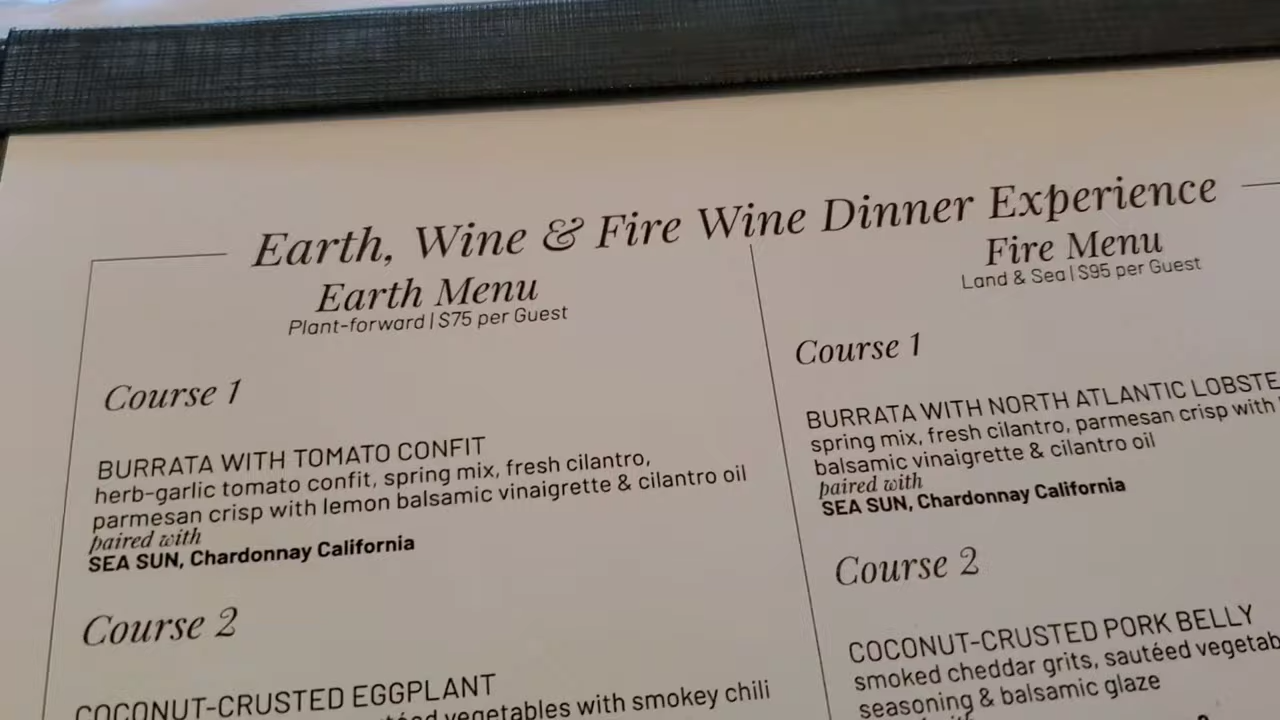 Earth, Wine & Fire Wine Dinner Experience
Earth Menu
Plant-forward | $75 per Guest
Course 1
BURRATA WITH TOMATO CONFIT
herb-garlic tomato confit, spring mix, fresh cilantro,
parmesan crisp with lemon balsamic vinaigrette & cilantro oil
paired with
SEA SUN, Chardonnay California
Course 2
COCONUT-CRUSTED EGGPLANT
vegetables with smokey chili
Fire Menu
Land & Sea | $95 per Guest
Course 1
BURRATA WITH NORTH ATLANTIC LOBSTE
spring mix, fresh cilantro, parmesan crisp with
balsamic vinaigrette & cilantro oil
paired with
SEA SUN, Chardonnay California
Course 2
COCONUT-CRUSTED PORK BELLY
smoked cheddar grits, sautéed vegetab
seasoning & balsamic glaze